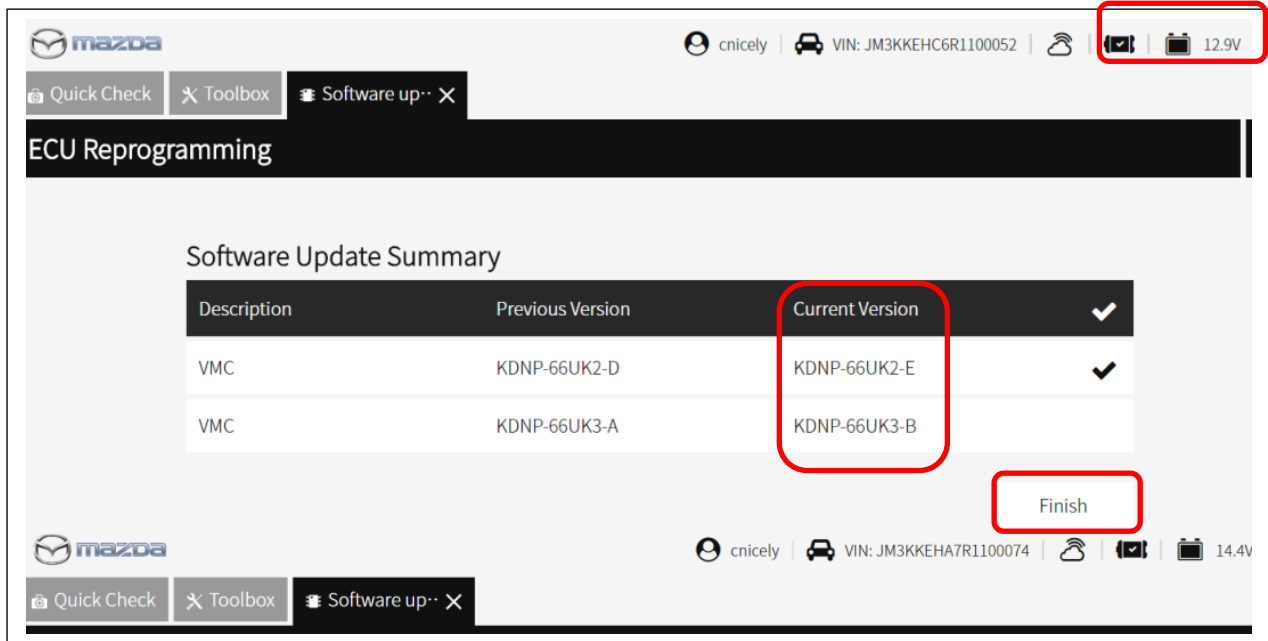 mazda cnicely VIN: JM3KKEHC6R1100052 12.9V
Quick Check Toolbox Software up··
ECU Reprogramming
Software Update Summary
Description Previous Version Current Version
VMC KDNP-66UK2-D KDNP-66UK2-E
VMC KDNP-66UK3-A KDNP-66UK3-B
Finish
mazda cnicely VIN: JM3KKEHA7R1100074 14.4V
Quick Check Toolbox Software up··